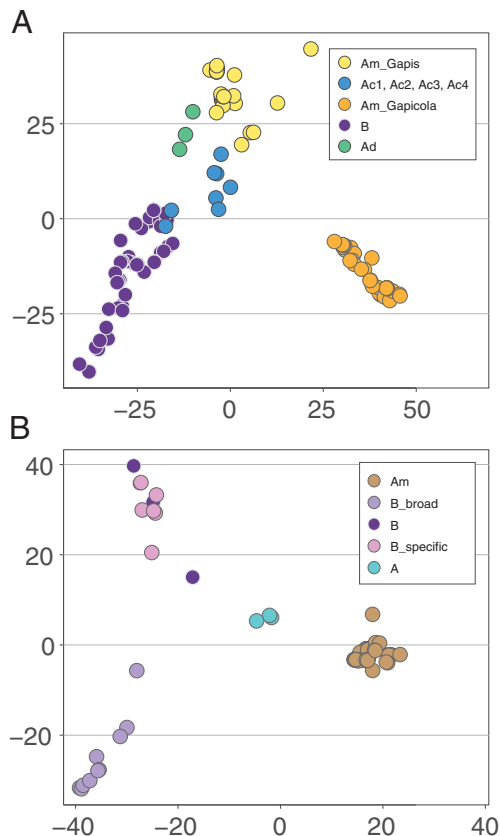 A
Am_Gapis
Ac1, Ac2, Ac3, Ac4
Am_Gapicola
B
Ad
25
0
−25
−25 0 25 50
B
40
20
0
−20
−40 −20 0 20 40
Am
B_broad
B
B_specific
A